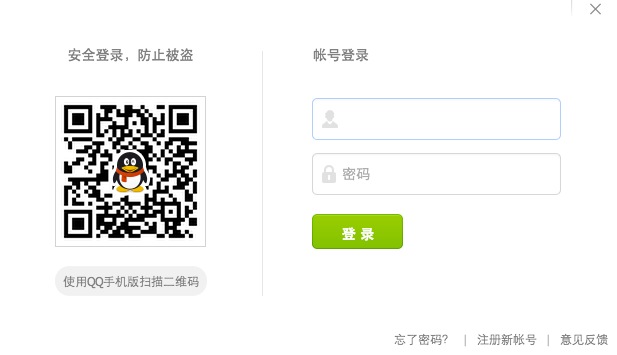 安全登录，防止被盗
使用QQ手机版扫描二维码
帐号登录
密码
登 录
忘了密码？ | 注册新帐号 | 意见反馈